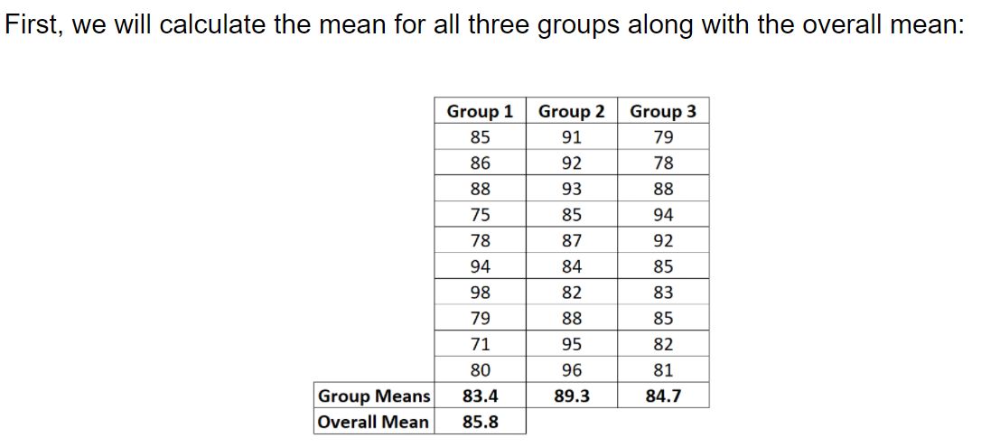 First, we will calculate the mean for all three groups along with the overall mean:
Group 1 Group 2 Group 3
85 91 79
86 92 78
88 93 88
75 85 94
78 87 92
94 84 85
98 82 83
79 88 85
71 95 82
80 96 81
Group Means 83.4 89.3 84.7
Overall Mean 85.8